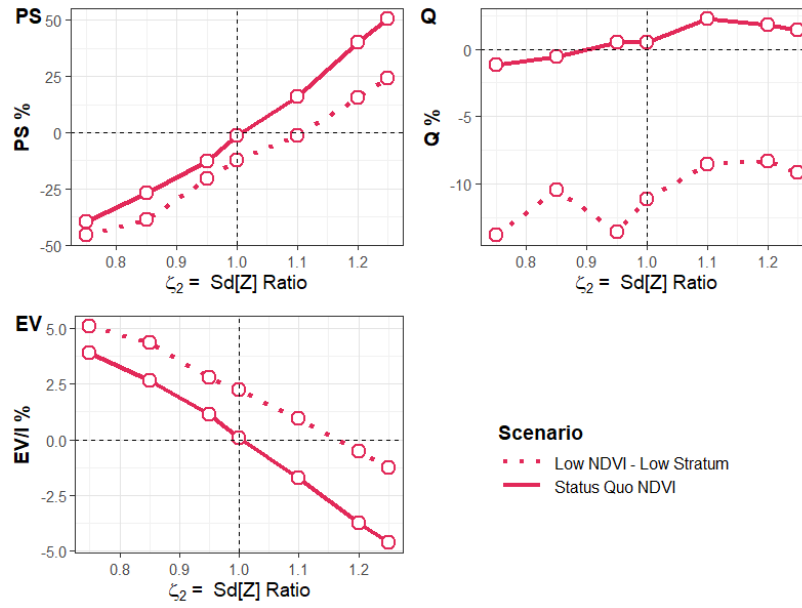 PS
50
25
0
-25
-50
PS %
0.8 0.9 1.0 1.1 1.2
ζ₂ = Sd[Z] Ratio
Q
0
-5
-10
Q %
0.8 0.9 1.0 1.1 1.2
ζ₂ = Sd[Z] Ratio
EV
5.0
2.5
0.0
-2.5
-5.0
EV/I %
0.8 0.9 1.0 1.1 1.2
ζ₂ = Sd[Z] Ratio
Scenario
Low NDVI - Low Stratum
Status Quo NDVI